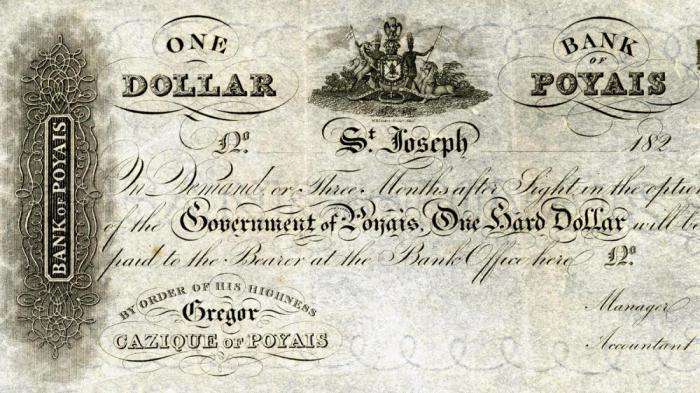 ONE
DOLLAR
BANK
OF
POYAIS
BANK OF POYAIS
No. St. Joseph 182
On Demand or Three Months after Sight in the optio
of the Government of Poyais, One Hard Dollar will be
paid to the Bearer at the Bank Office here No.
BY ORDER OF HIS HIGHNESS
Gregor
CAZIQUE OF POYAIS
Manager
Accountant